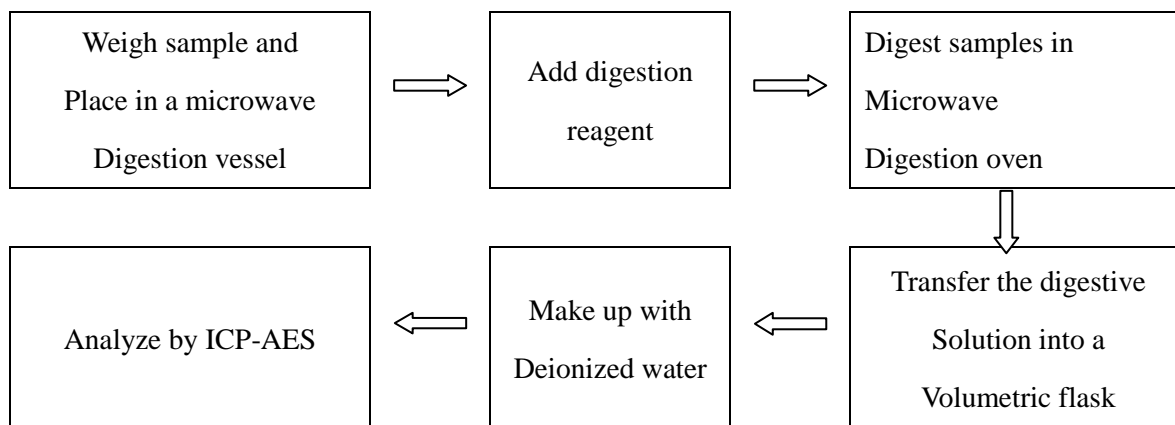 Weigh sample and
Place in a microwave
Digestion vessel
Add digestion
reagent
Digest samples in
Microwave
Digestion oven
Transfer the digestive
Solution into a
Volumetric flask
Make up with
Deionized water
Analyze by ICP-AES